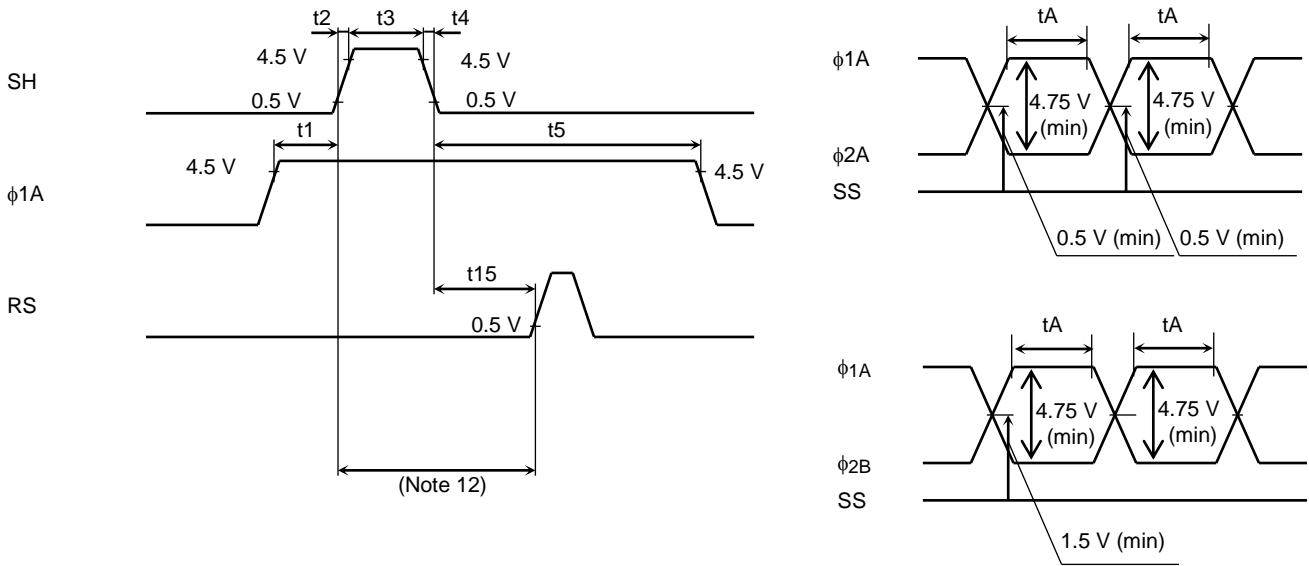 t2 t3 t4
4.5 V 4.5 V
SH
0.5 V 0.5 V
t1 t5
4.5 V 4.5 V
ϕ1A
t15
RS
0.5 V
(Note 12)
tA tA
ϕ1A
4.75 V 4.75 V
(min) (min)
ϕ2A
SS
0.5 V (min) 0.5 V (min)
tA tA
ϕ1A
4.75 V 4.75 V
(min) (min)
ϕ2B
SS
1.5 V (min)